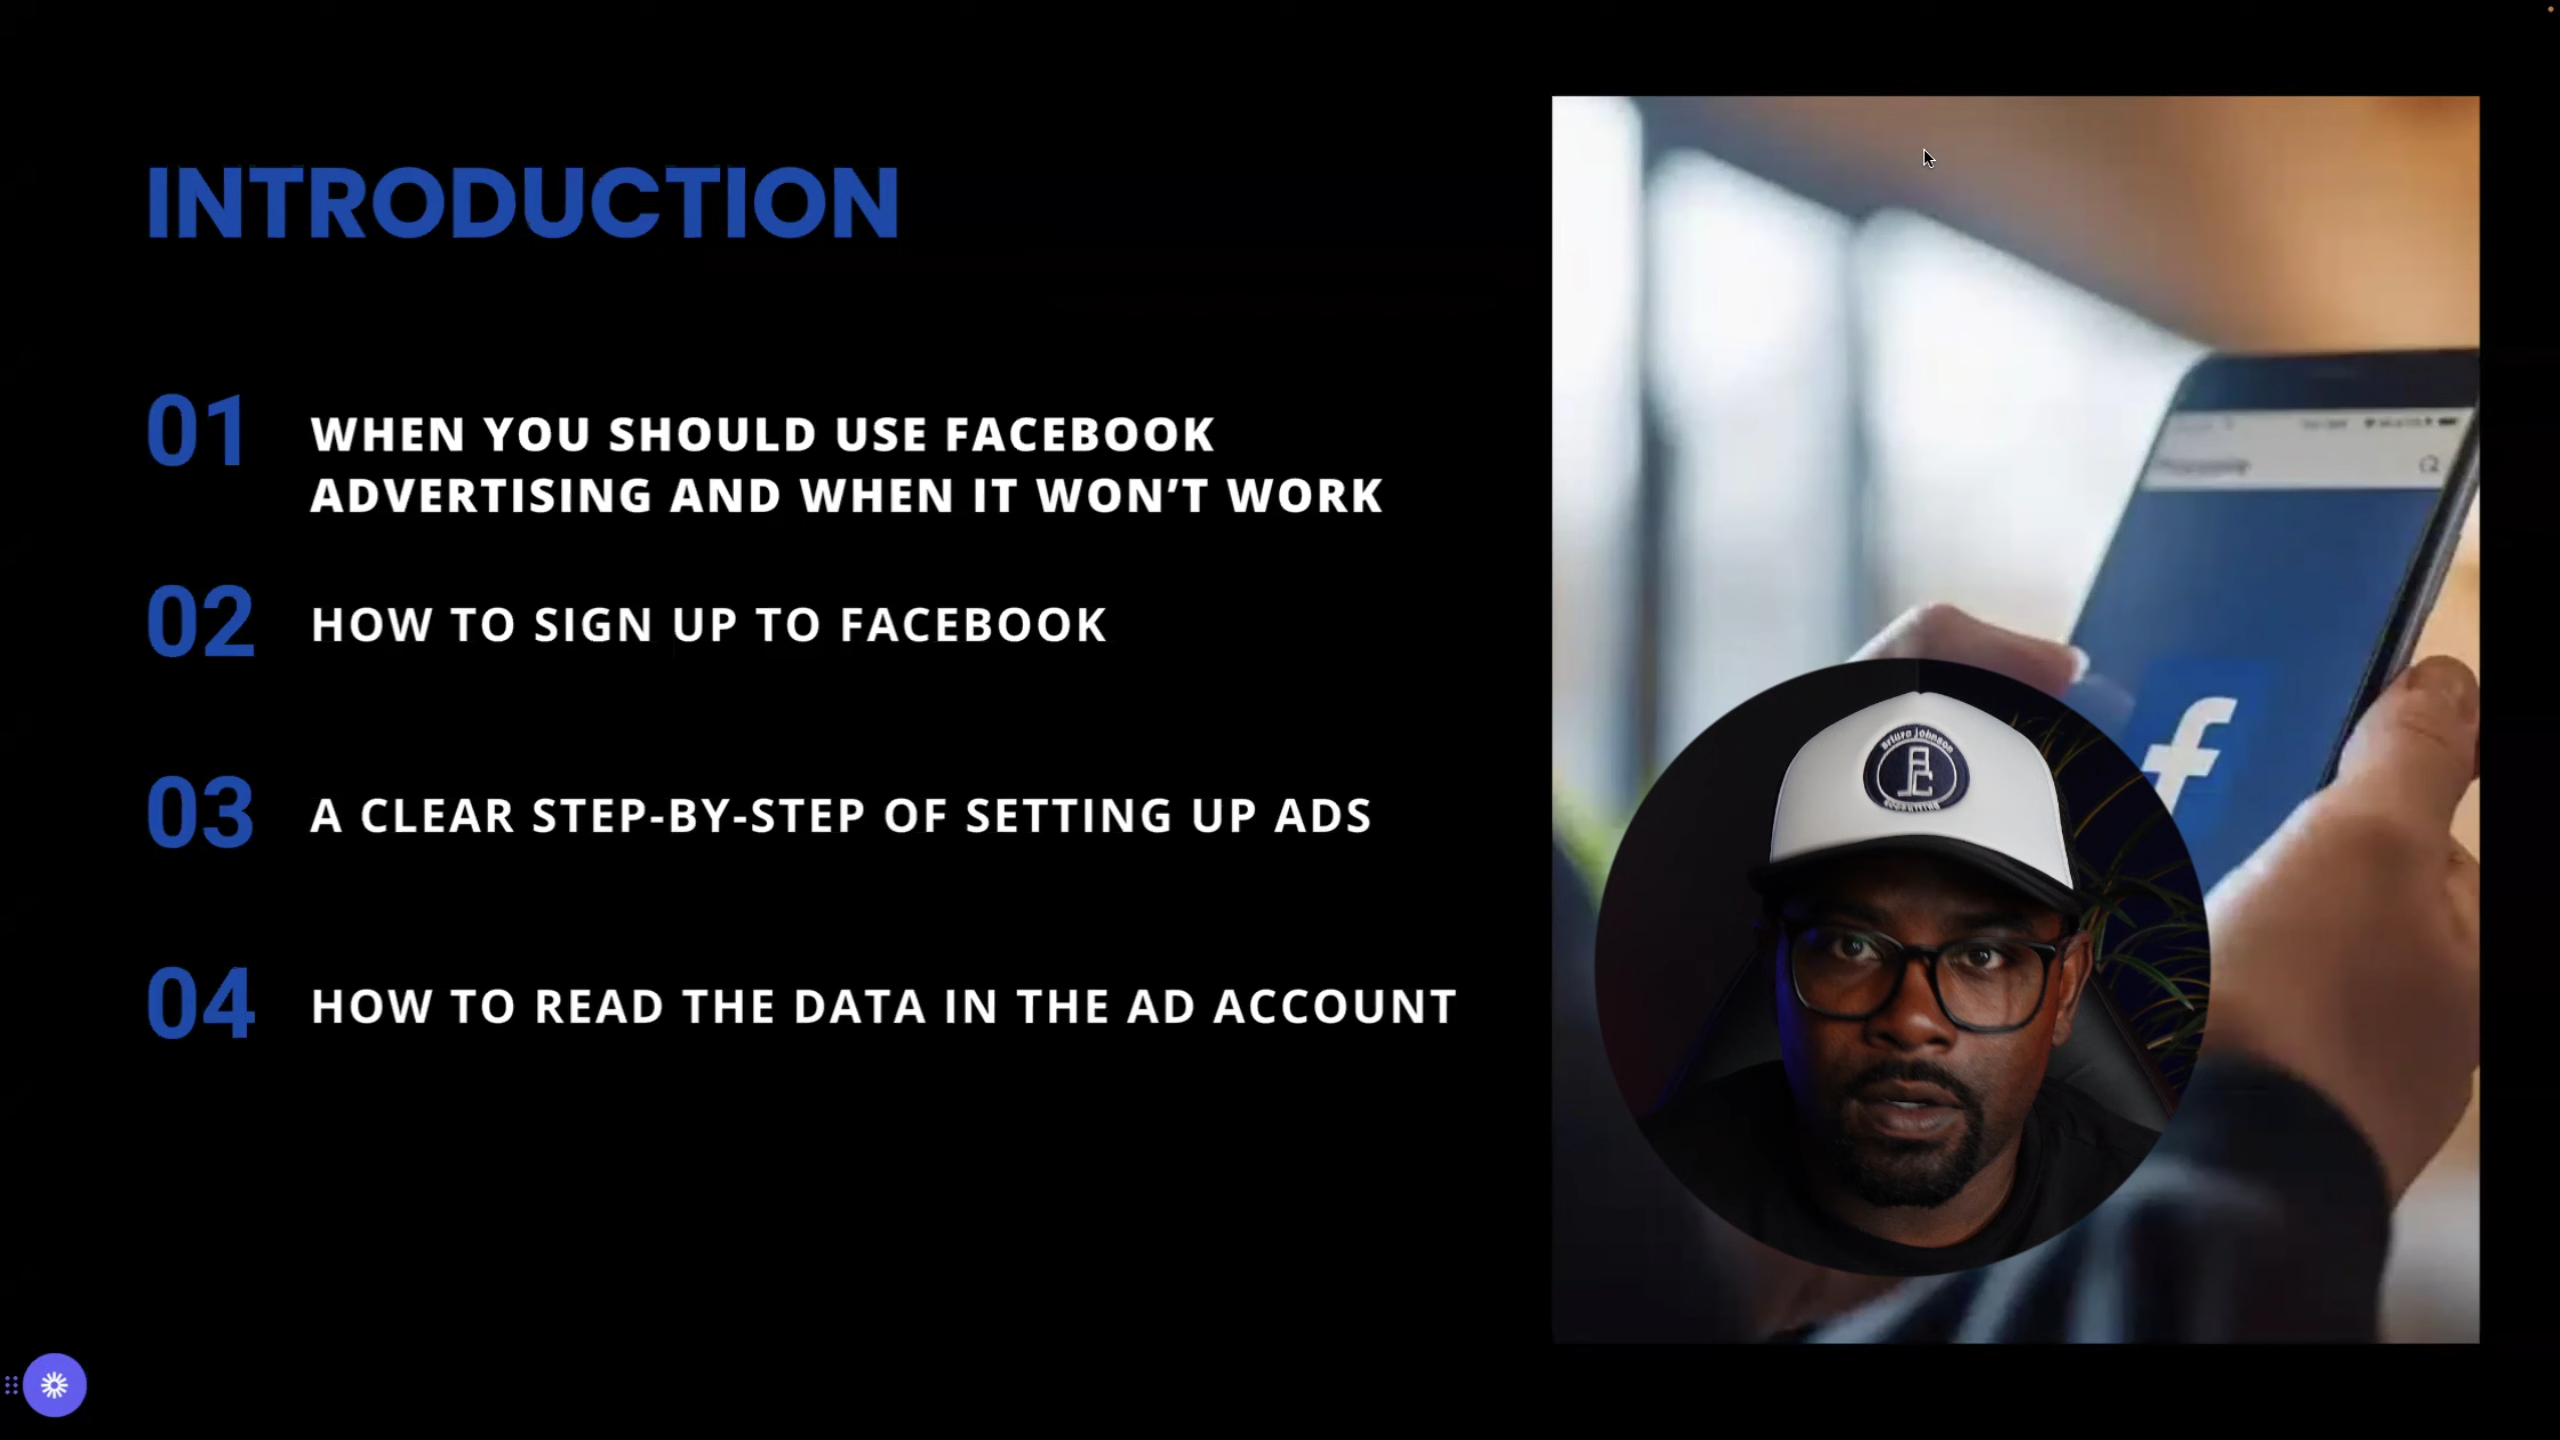 INTRODUCTION
01
WHEN YOU SHOULD USE FACEBOOK
ADVERTISING AND WHEN IT WON’T WORK
02
HOW TO SIGN UP TO FACEBOOK
03
A CLEAR STEP-BY-STEP OF SETTING UP ADS
04
HOW TO READ THE DATA IN THE AD ACCOUNT
f